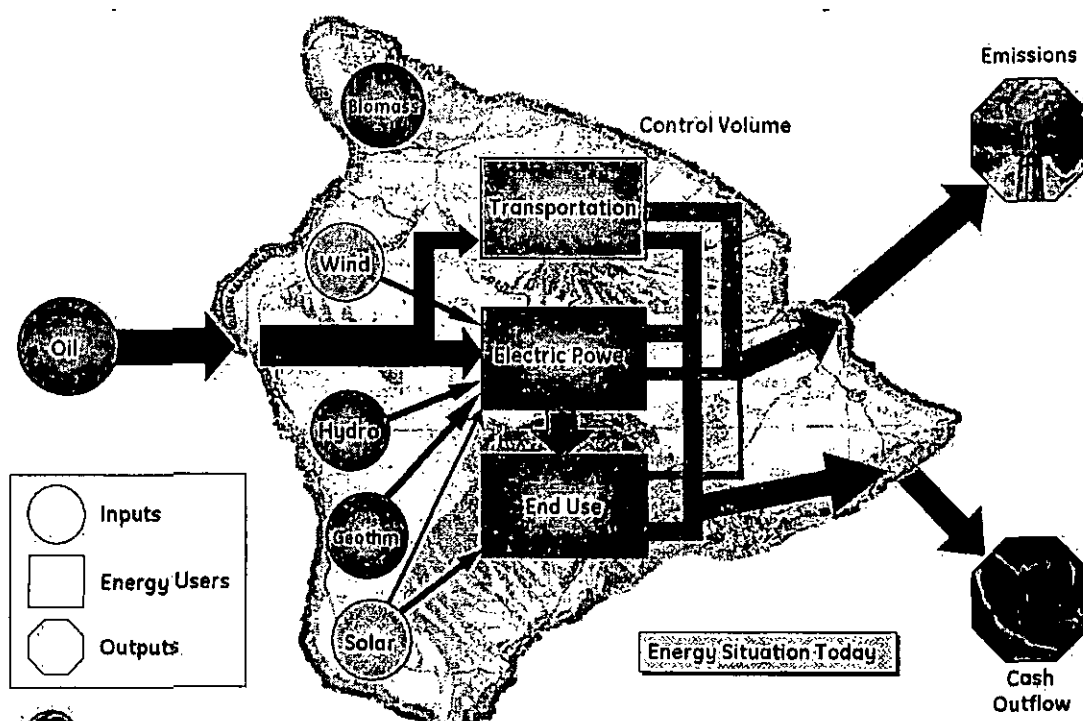 Emissions
Biomass
Control Volume
Transportation
Wind
Oil
Electric Power
Hydro
End Use
Geothm
Solar
Inputs
Energy Users
Outputs
Energy Situation Today
Cash
Outflow